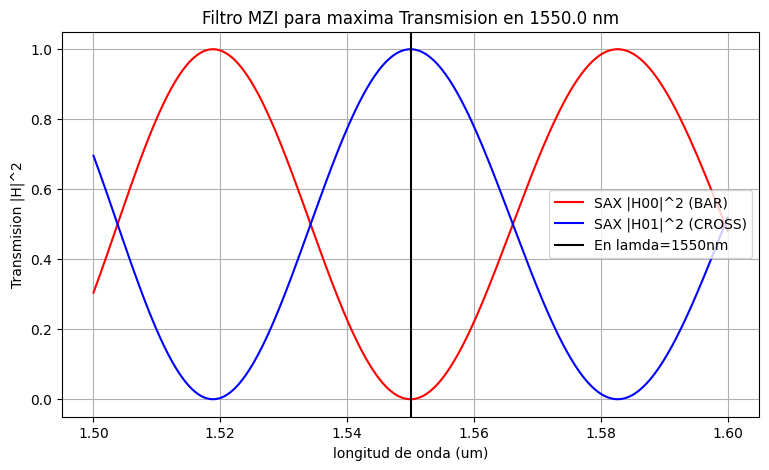 Filtro MZI para maxima Transmision en 1550.0 nm
Transmision |H|^2
1.0
0.8
0.6
0.4
0.2
0.0
SAX |H00|^2 (BAR)
SAX |H01|^2 (CROSS)
En lamda=1550nm
1.50
1.52
1.54
1.56
1.58
1.60
longitud de onda (um)